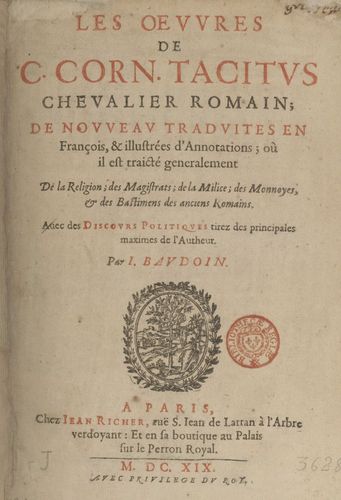 LES OEVVRES
DE
C. CORN. TACITVS
CHEVALIER ROMAIN;
DE NOVVEAV TRADVITES EN
François, & illustrées d'Annotations; où
il est traicté generalement
De la Religion; des Magistrats; de la Milice; des Monnoyes,
& des Bastimens des anciens Romains.
Auec des DISCOVRS POLITIQVES tirez des principales
maximes de l'Autheur.
Par I. BAVDOIN.
A PARIS,
Chez IEAN RICHER, ruë S. Iean de Latran à l'Arbre
verdoyant: Et en sa boutique au Palais
sur le Perron Royal.
J
M. DC. XIX.
3628
AVEC PRIVILEGE DV ROY.